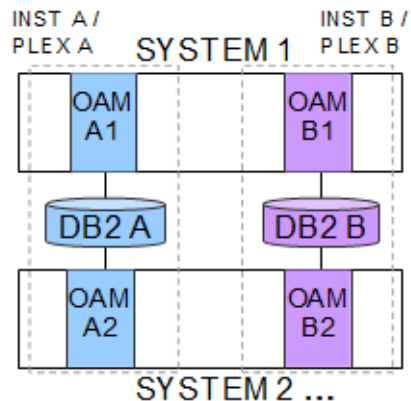 INST A /
PLEX A
INST B /
PLEX B
SYSTEM 1
OAM
A1
OAM
B1
DB2 A
DB2 B
OAM
A2
OAM
B2
SYSTEM 2 ...